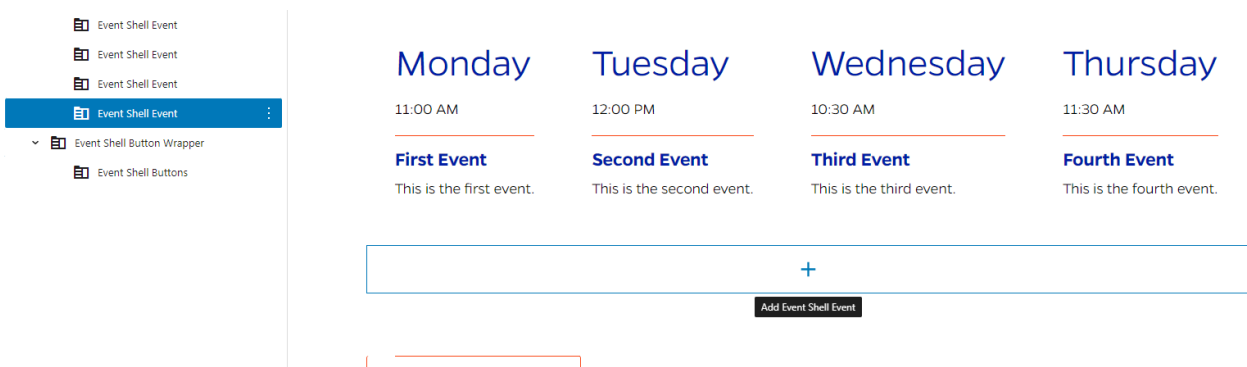 Event Shell Event
Event Shell Event
Event Shell Event
Event Shell Event
Event Shell Button Wrapper
Event Shell Buttons
Monday Tuesday Wednesday Thursday
11:00 AM 12:00 PM 10:30 AM 11:30 AM
First Event Second Event Third Event Fourth Event
This is the first event. This is the second event. This is the third event. This is the fourth event.
+
Add Event Shell Event